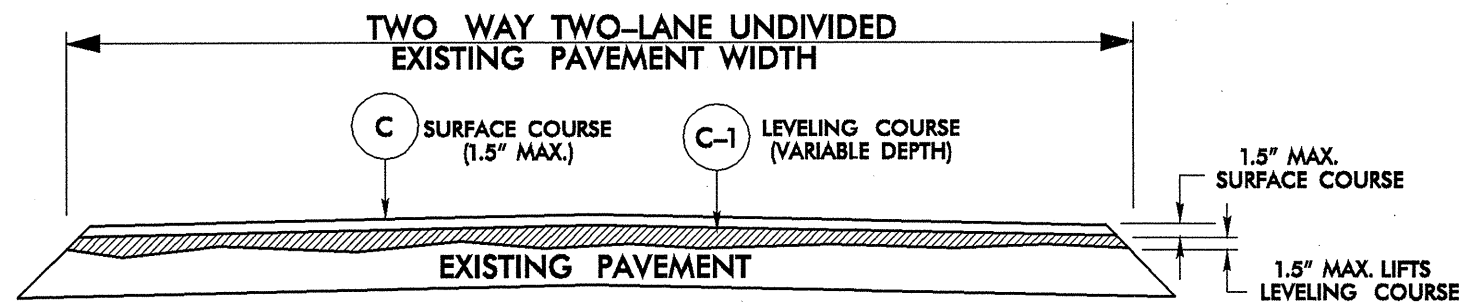 TWO WAY TWO–LANE UNDIVIDED
EXISTING PAVEMENT WIDTH
C
SURFACE COURSE
(1.5" MAX.)
C–1
LEVELING COURSE
(VARIABLE DEPTH)
1.5" MAX.
SURFACE COURSE
EXISTING PAVEMENT
1.5" MAX. LIFTS
LEVELING COURSE